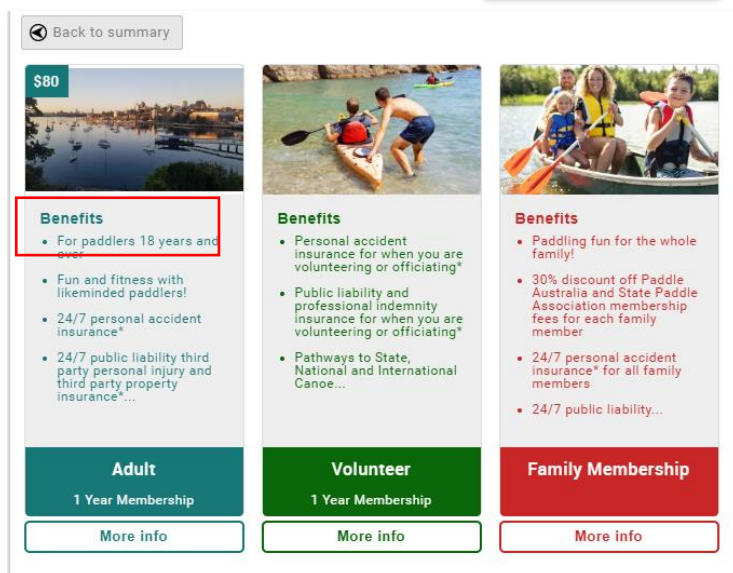 Back to summary
$80
Benefits
For paddlers 18 years and
over
Fun and fitness with
likeminded paddlers!
24/7 personal accident
insurance*
24/7 public liability third
party personal injury and
third party property
insurance*...
Adult
1 Year Membership
More info
Benefits
Personal accident
insurance for when you are
volunteering or officiating*
Public liability and
professional indemnity
insurance for when you are
volunteering or officiating*
Pathways to State,
National and International
Canoe...
Volunteer
1 Year Membership
More info
Benefits
Paddling fun for the whole
family!
30% discount off Paddle
Australia and State Paddle
Association membership
fees for each family
member
24/7 personal accident
insurance* for all family
members
24/7 public liability...
Family Membership
More info